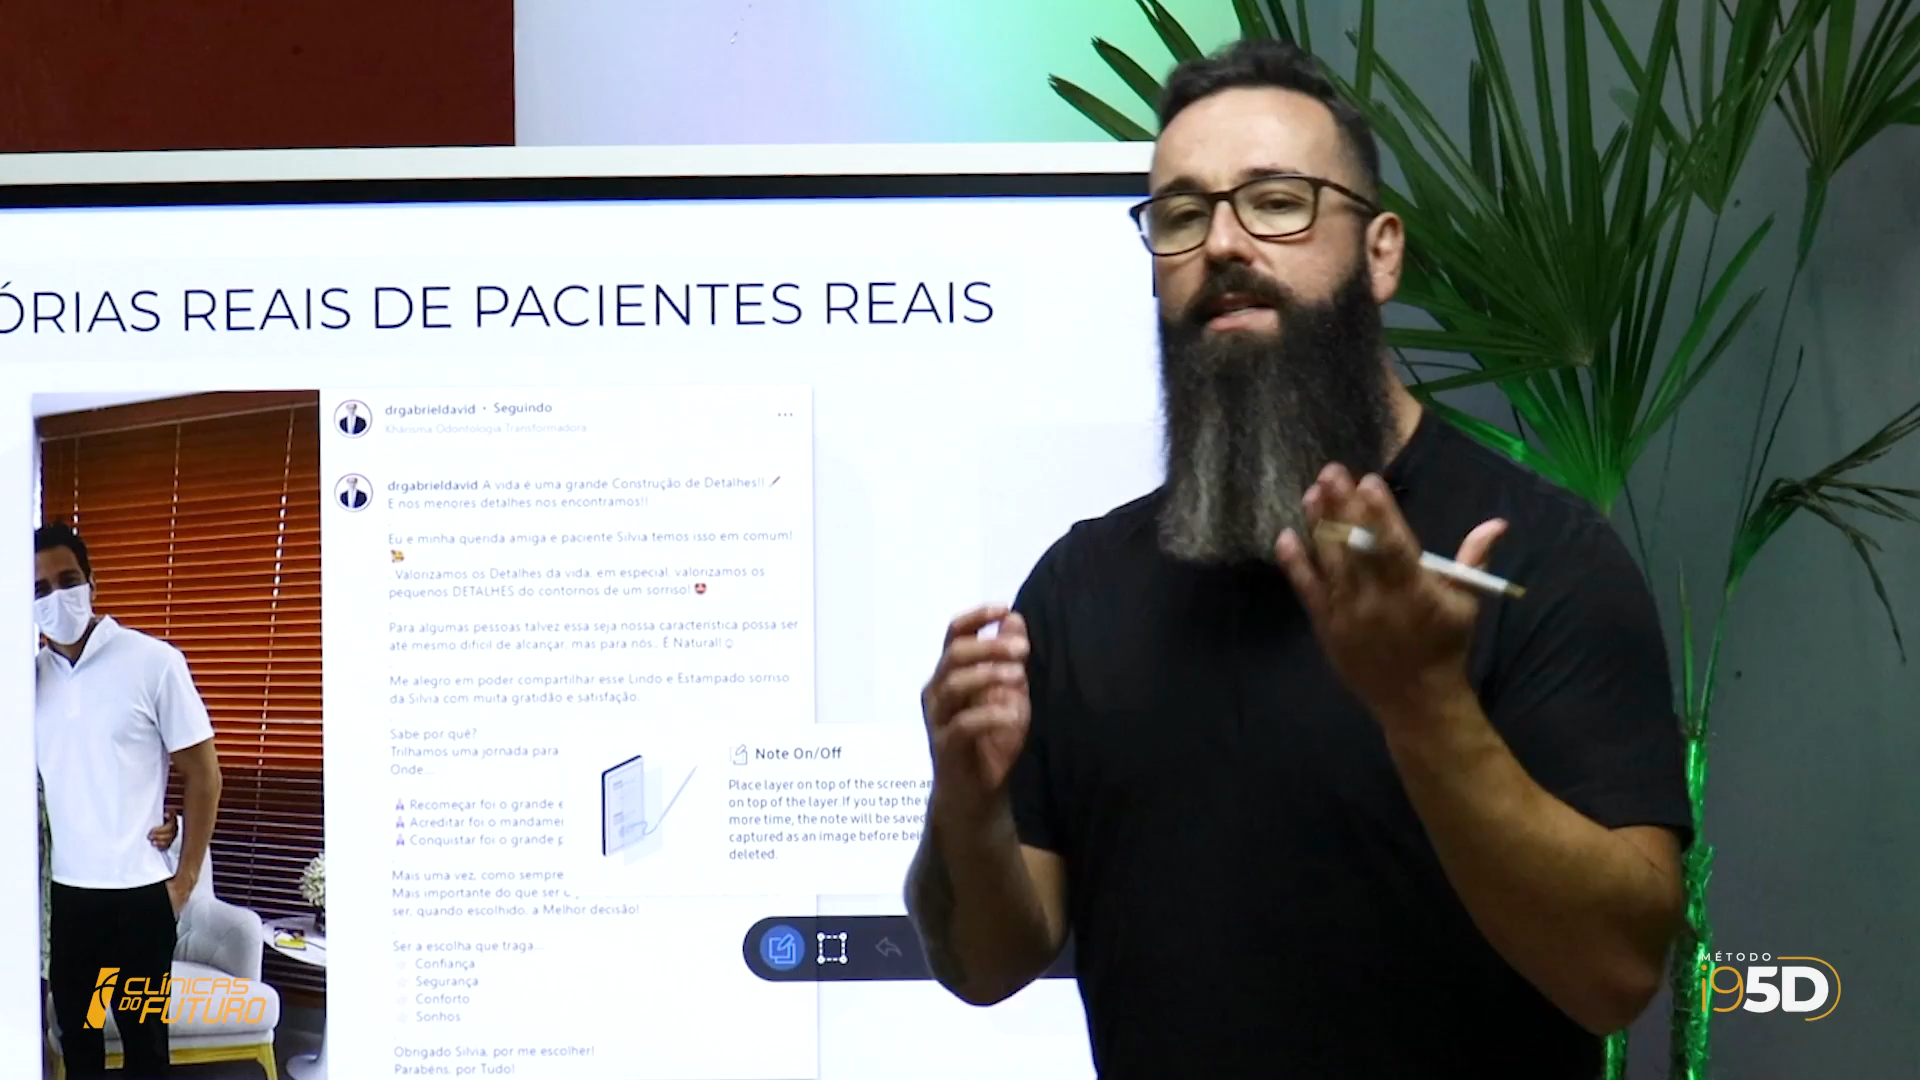 ÓRIAS REAIS DE PACIENTES REAIS
drgabrieldavid • Seguindo
Khárisma Odontologia Transformadora
drgabrieldavid A vida é uma grande Construção de Detalhes!!
E nos menores detalhes nos encontramos!!
Eu e minha querida amiga e paciente Silvia temos isso em comum!
. Valorizamos os Detalhes da vida, em especial, valorizamos os
pequenos DETALHES do contornos de um sorriso!
Para algumas pessoas talvez essa seja nossa característica possa ser
até mesmo difícil de alcançar, mas para nós... É Natural!
Me alegro em poder compartilhar esse Lindo e Estampado sorriso
da Silvia com muita gratidão e satisfação.
Sabe por quê?
Trilhamos uma jornada para
Onde...
Recomeçar foi o grande
Acreditar foi o
Conquistar foi o grande
Mais uma vez, como sempre
Mais importante do que ser
ser, quando escolhido, a Melhor decisão!
Ser a escolha que traga...
Confiança
Segurança
Conforto
Sonhos
Obrigado Silvia, por me escolher!
Parabéns, por Tudo!
Note On/Off
Place layer on top of the screen
on top of the layer.If you tap the
more time, the note will be saved
captured as an image before
deleted.
CLÍNICAS
DO FUTURO
MÉTODO
i95D